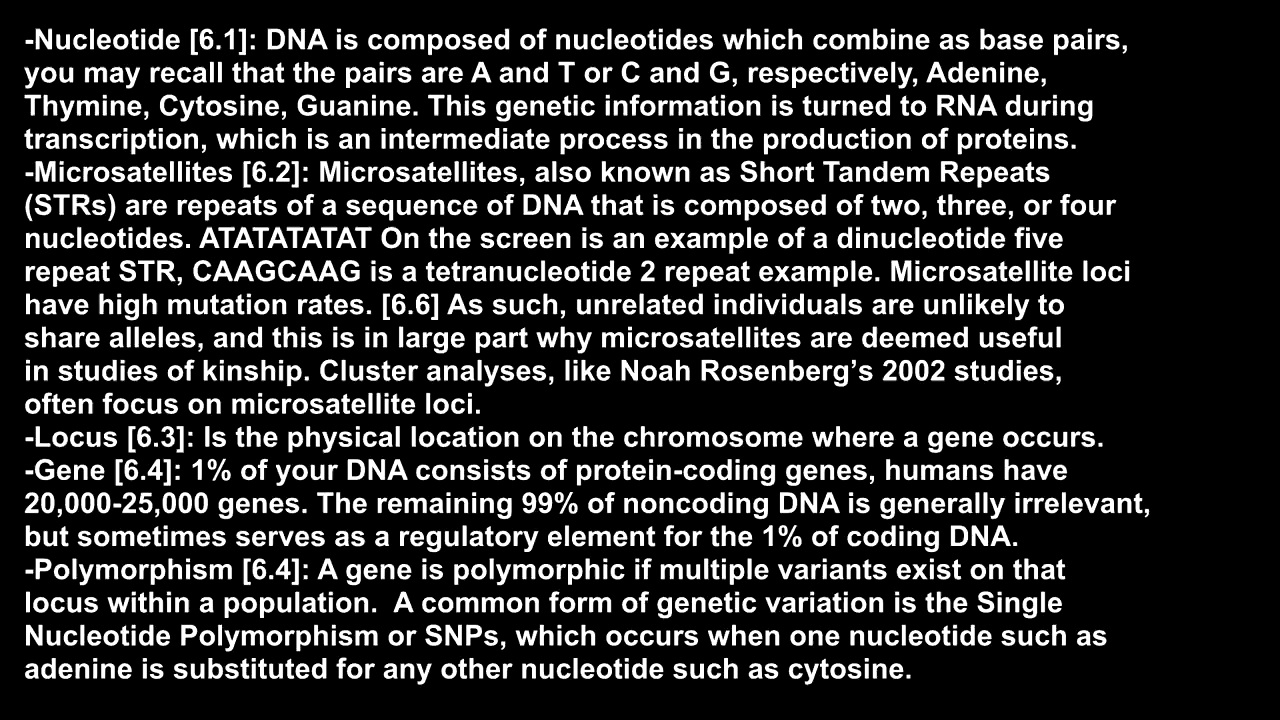 -Nucleotide [6.1]: DNA is composed of nucleotides which combine as base pairs,
you may recall that the pairs are A and T or C and G, respectively, Adenine,
Thymine, Cytosine, Guanine. This genetic information is turned to RNA during
transcription, which is an intermediate process in the production of proteins.
-Microsatellites [6.2]: Microsatellites, also known as Short Tandem Repeats
(STRs) are repeats of a sequence of DNA that is composed of two, three, or four
nucleotides. ATATATATAT On the screen is an example of a dinucleotide five
repeat STR, CAAGCAAG is a tetranucleotide 2 repeat example. Microsatellite loci
have high mutation rates. [6.6] As such, unrelated individuals are unlikely to
share alleles, and this is in large part why microsatellites are deemed useful
in studies of kinship. Cluster analyses, like Noah Rosenberg’s 2002 studies,
often focus on microsatellite loci.
-Locus [6.3]: Is the physical location on the chromosome where a gene occurs.
-Gene [6.4]: 1% of your DNA consists of protein-coding genes, humans have
20,000-25,000 genes. The remaining 99% of noncoding DNA is generally irrelevant,
but sometimes serves as a regulatory element for the 1% of coding DNA.
-Polymorphism [6.4]: A gene is polymorphic if multiple variants exist on that
locus within a population.  A common form of genetic variation is the Single
Nucleotide Polymorphism or SNPs, which occurs when one nucleotide such as
adenine is substituted for any other nucleotide such as cytosine.